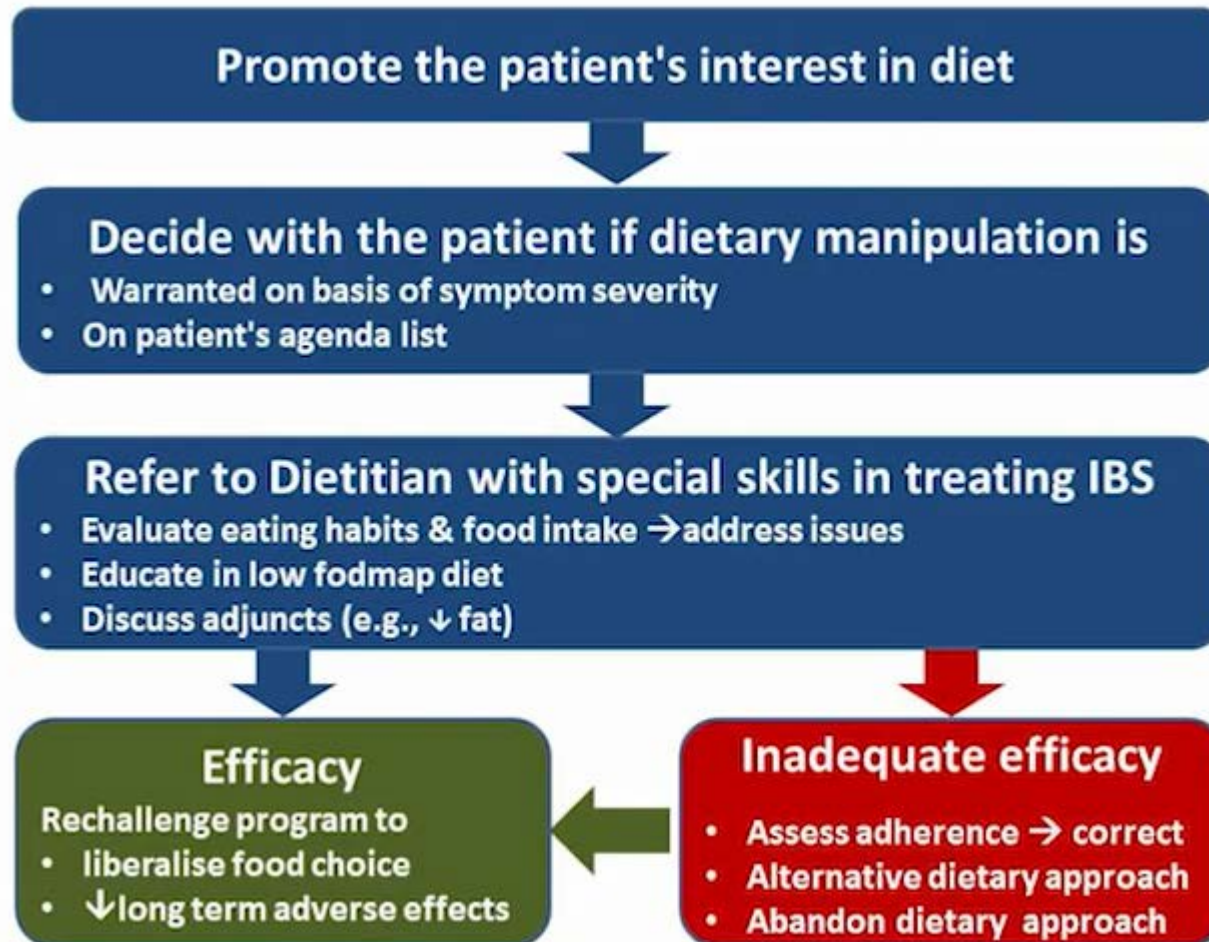 Promote the patient's interest in diet
Decide with the patient if dietary manipulation is
• Warranted on basis of symptom severity
• On patient's agenda list
Refer to Dietitian with special skills in treating IBS
• Evaluate eating habits & food intake →address issues
• Educate in low fodmap diet
• Discuss adjuncts (e.g., ↓ fat)
Efficacy
Rechallenge program to
• liberalise food choice
• ↓long term adverse effects
Inadequate efficacy
• Assess adherence → correct
• Alternative dietary approach
• Abandon dietary approach